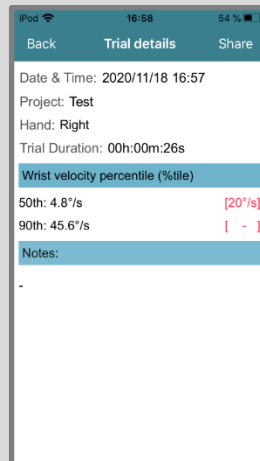 iPod 16:58 54 %
Back Trial details Share
Date & Time: 2020/11/18 16:57
Project: Test
Hand: Right
Trial Duration: 00h:00m:26s
Wrist velocity percentile (%tile)
50th: 4.8°/s [20°/s]
90th: 45.6°/s [ - ]
Notes:
-